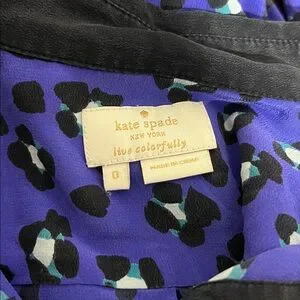 kate spade
NEW YORK
live colorfully
0
MADE IN CHINA